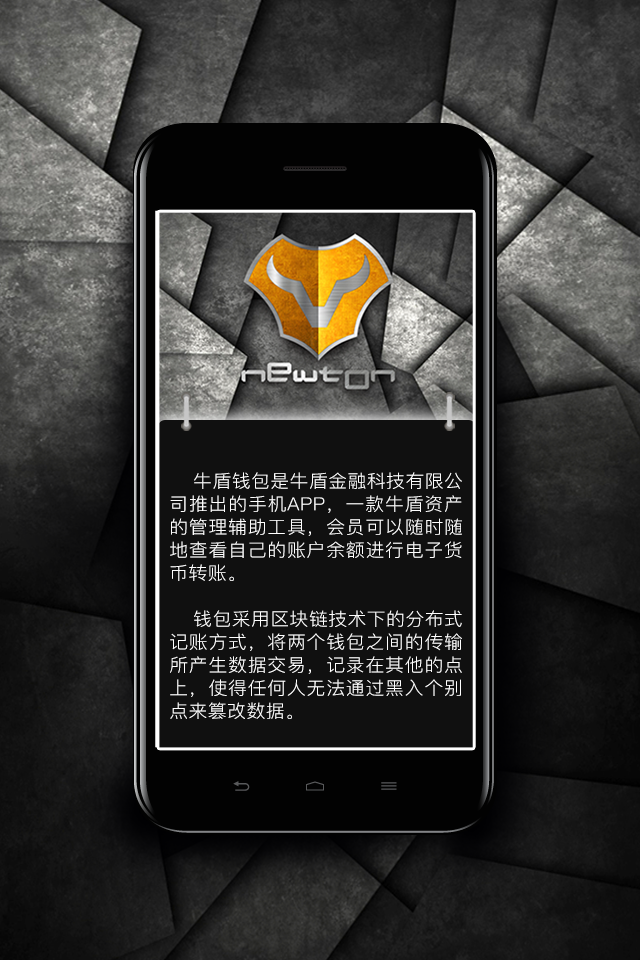 newton
牛盾钱包是牛盾金融科技有限公
司推出的手机APP，一款牛盾资产
的管理辅助工具，会员可以随时随
地查看自己的账户余额进行电子货
币转账。
钱包采用区块链技术下的分布式
记账方式，将两个钱包之间的传输
所产生数据交易，记录在其他的点
上，使得任何人无法通过黑入个别
点来篡改数据。